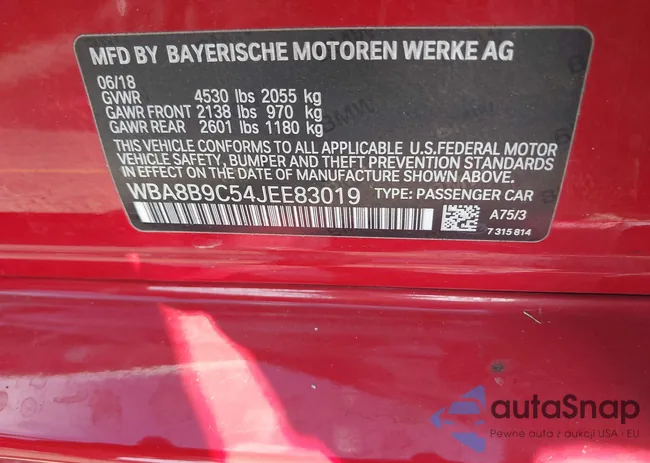 MFD BY BAYERISCHE MOTOREN WERKE AG
06/18
GVWR 4530 lbs 2055 kg
GAWR FRONT 2138 lbs 970 kg
GAWR REAR 2601 lbs 1180 kg
THIS VEHICLE CONFORMS TO ALL APPLICABLE U.S.FEDERAL MOTOR
VEHICLE SAFETY, BUMPER AND THEFT PREVENTION STANDARDS
IN EFFECT ON THE DATE OF MANUFACTURE SHOWN ABOVE.
WBA8B9C54JEE83019 TYPE: PASSENGER CAR
A75/3
7 315 814
autoSnap
Pewne auta z aukcji USA i EU